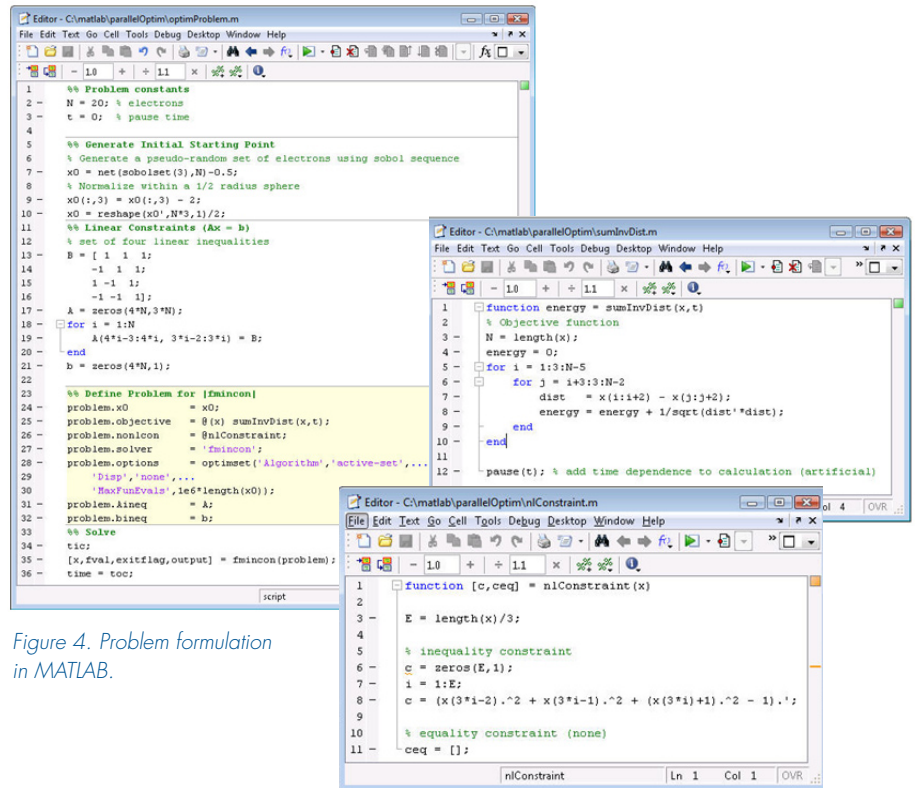 Editor - C:\matlab\parallelOptim\optimProblem.m
File Edit Text Go Cell Tools Debug Desktop Window Help
- 1.0 + ÷ 1.1 ×
1 %% Problem constants
2 - N = 20; % electrons
3 - t = 0; % pause time
4
5 %% Generate Initial Starting Point
6 % Generate a pseudo-random set of electrons using sobol sequence
7 - x0 = net(sobolset(3),N)-0.5;
8 % Normalize within a 1/2 radius sphere
9 - x0(:,3) = x0(:,3) - 2;
10 - x0 = reshape(x0',N*3,1)/2;
11 %% Linear Constraints (Ax = b)
12 % set of four linear inequalities
13 - B = [ 1 1 1;
14 -1 1 1;
15 1 -1 1;
16 -1 -1 1];
17 - A = zeros(4*N,3*N);
18 - for i = 1:N
19 - A(4*i-3:4*i, 3*i-2:3*i) = B;
20 - end
21 - b = zeros(4*N,1);
22
23 %% Define Problem for |fmincon|
24 - problem.x0 = x0;
25 - problem.objective = @(x) sumInvDist(x,t);
26 - problem.nonlcon = @nlConstraint;
27 - problem.solver = 'fmincon';
28 - problem.options = optimset('Algorithm','active-set',...
29 'Disp','none',...
30 'MaxFunEvals',1e6*length(x0));
31 - problem.Aineq = A;
32 - problem.bineq = b;
33 %% Solve
34 - tic;
35 - [x,fval,exitflag,output] = fmincon(problem);
36 - time = toc;
script
Editor - C:\matlab\parallelOptim\sumInvDist.m
File Edit Text Go Cell Tools Debug Desktop Window Help
- 1.0 + ÷ 1.1 ×
1 function energy = sumInvDist(x,t)
2 % Objective function
3 - N = length(x);
4 - energy = 0;
5 - for i = 1:3:N-5
6 - for j = i+3:3:N-2
7 - dist = x(i:i+2) - x(j:j+2);
8 - energy = energy + 1/sqrt(dist'*dist);
9 - end
10 - end
11
12 - pause(t); % add time dependence to calculation (artificial)
ol 4 OVR
Editor - C:\matlab\parallelOptim\nlConstraint.m
File Edit Text Go Cell Tools Debug Desktop Window Help
- 1.0 + ÷ 1.1 ×
1 function [c,ceq] = nlConstraint(x)
2
3 - E = length(x)/3;
4
5 % inequality constraint
6 - c = zeros(E,1);
7 - i = 1:E;
8 - c = (x(3*i-2).^2 + x(3*i-1).^2 + (x(3*i)+1).^2 - 1).';
9
10 % equality constraint (none)
11 - ceq = [];
nlConstraint Ln 1 Col 1 OVR
Figure 4. Problem formulation
in MATLAB.